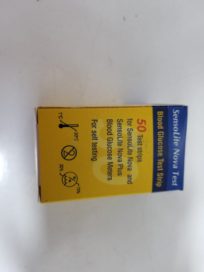 SensoLite Nova Test
Blood Glucose Test Strip
50 Test strips
for SensoLite Nova and
SensoLite Nova Plus
Blood Glucose Meters
For self testing